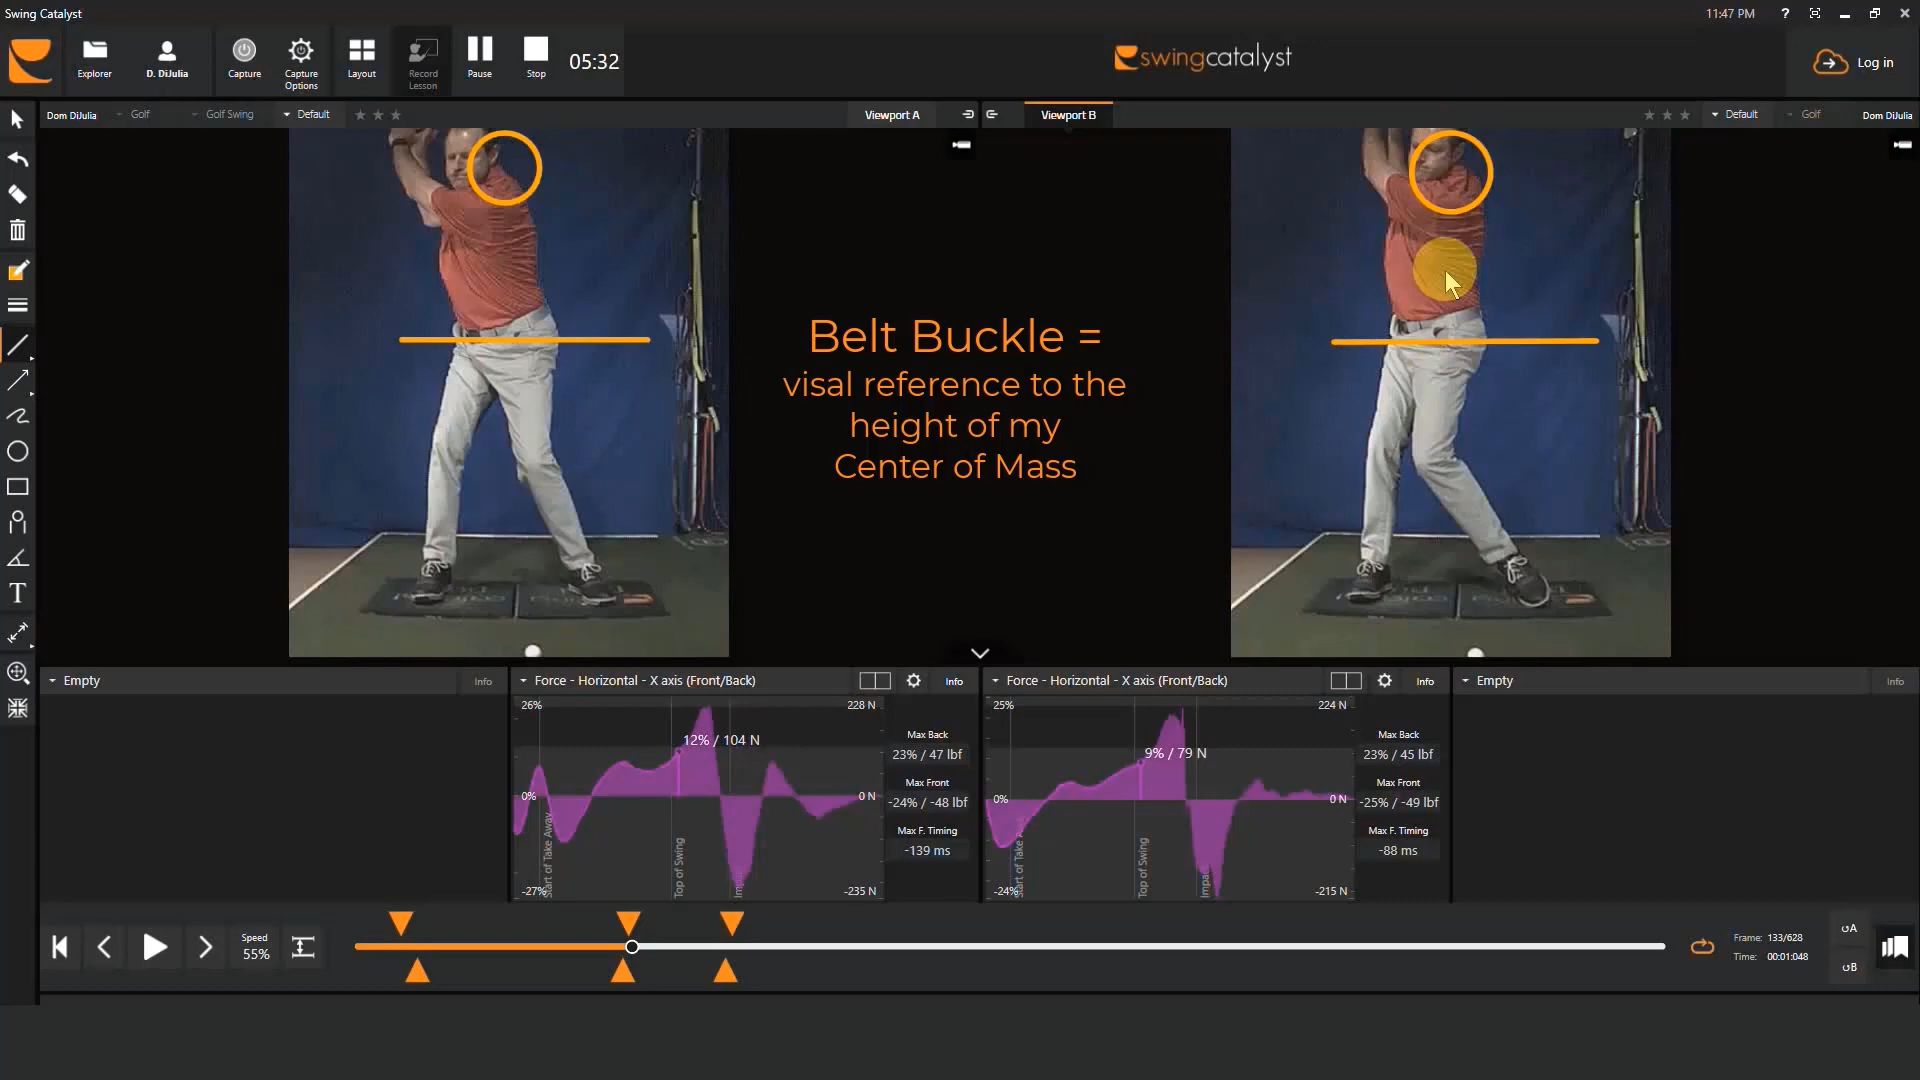 Swing Catalyst
11:47 PM
?
Explorer
D. DiJulia
Capture
Capture Options
Layout
Record Lesson
Pause
Stop
05:32
swingcatalyst
Log in
Dom DiJulia
Golf
Golf Swing
Default
Viewport A
Viewport B
Default
Golf
Dom DiJulia
Belt Buckle =
visal reference to the
height of my
Center of Mass
T
Empty
Info
Force - Horizontal - X axis (Front/Back)
Info
Force - Horizontal - X axis (Front/Back)
Info
Empty
Info
26%
228 N
12% / 104 N
0%
0 N
-27%
-235 N
Start of Take Away
Top of Swing
Max Back
23% / 47 lbf
Max Front
-24% / -48 lbf
Max F. Timing
-139 ms
25%
224 N
9% / 79 N
0%
0 N
-24%
-215 N
Top of Swing
Max Back
23% / 45 lbf
Max Front
-25% / -49 lbf
Max F. Timing
-88 ms
Speed
55%
Frame: 133/628
Time: 00:01:048
A
B